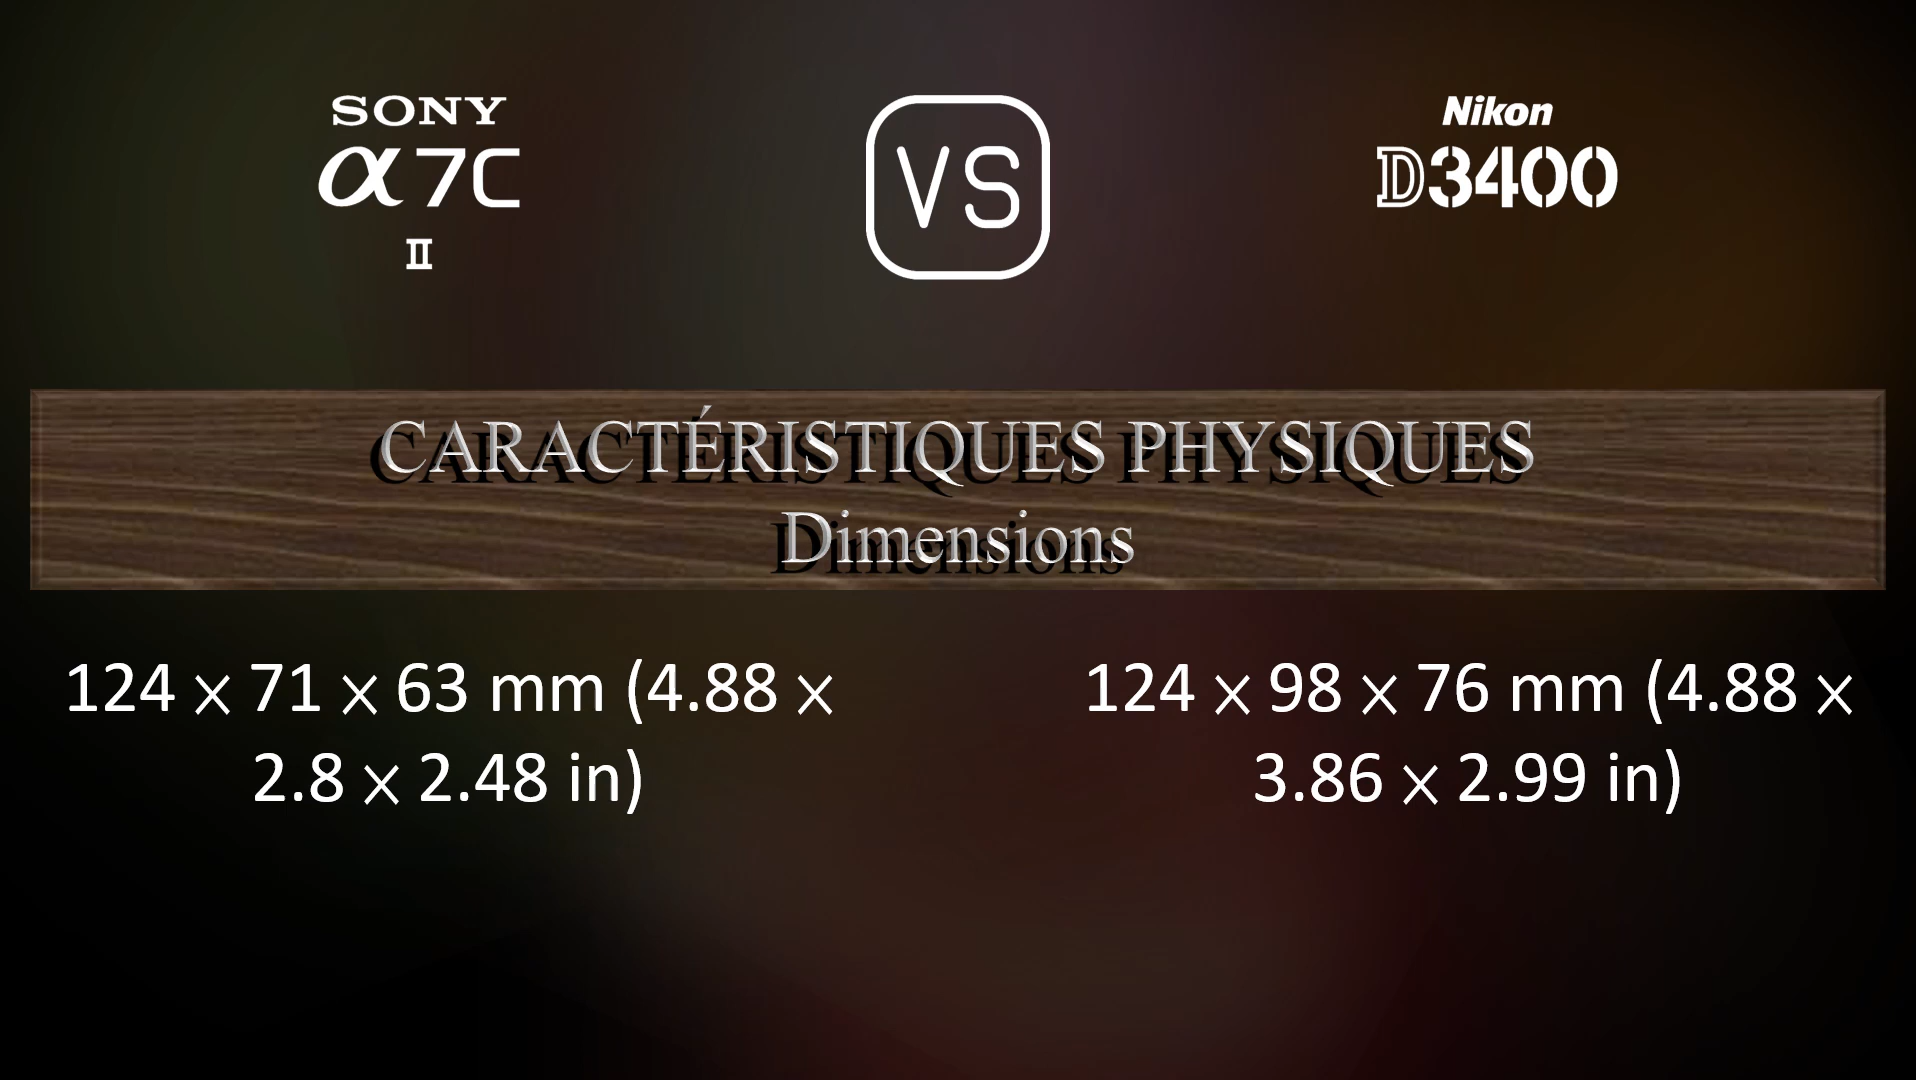 SONY
α7C
II
VS
Nikon
D3400
CARACTÉRISTIQUES PHYSIQUES
Dimensions
124 x 71 x 63 mm (4.88 x
2.8 x 2.48 in)
124 x 98 x 76 mm (4.88 x
3.86 x 2.99 in)